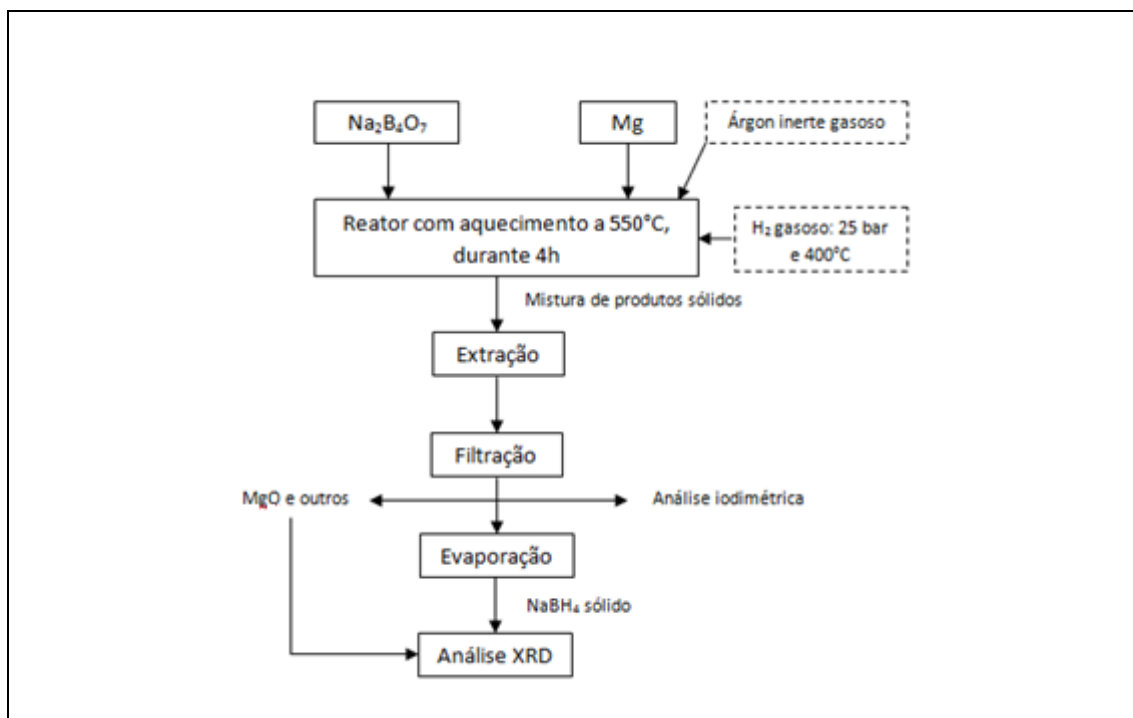 Na₂B₄O₇
Mg
Árgon inerte gasoso
Reator com aquecimento a 550°C,
durante 4h
H₂ gasoso: 25 bar
e 400°C
Mistura de produtos sólidos
Extração
Filtração
MgO e outros
Análise iodimétrica
Evaporação
NaBH₄ sólido
Análise XRD